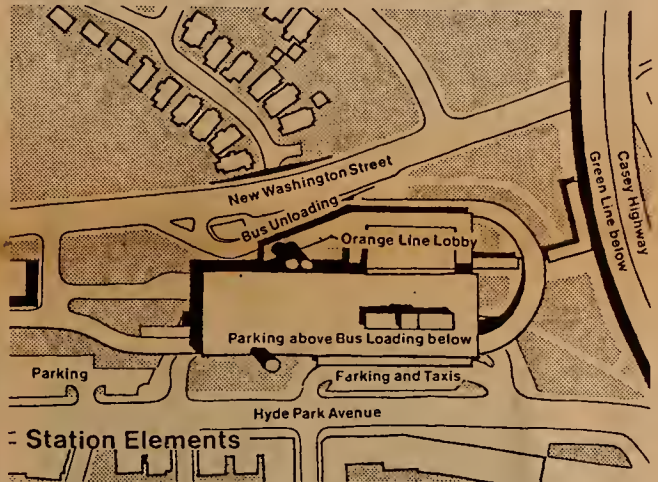 New Washington Street
Bus Unloading
Orange Line Lobby
Green Line below
Casey Highway
Parking above Bus Loading below
Parking
Farking and Taxis
Hyde Park Avenue
Station Elements